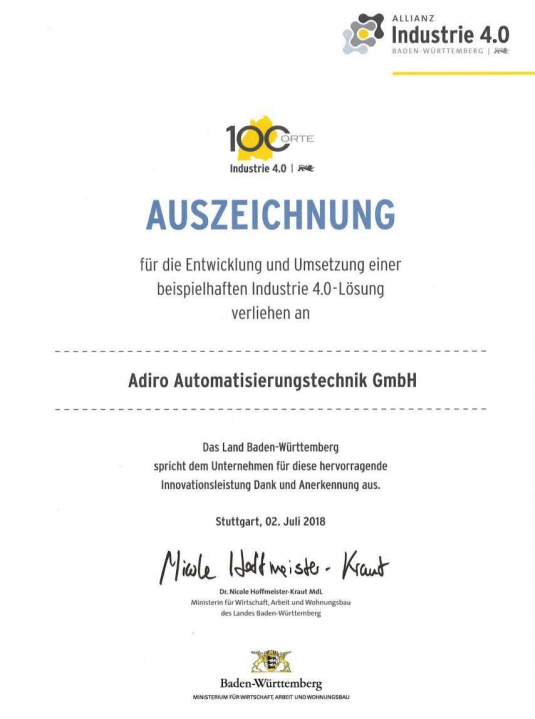 ALLIANZ
Industrie 4.0
BADEN-WÜRTTEMBERG |
100 ORTE
Industrie 4.0 |
AUSZEICHNUNG
für die Entwicklung und Umsetzung einer
beispielhaften Industrie 4.0-Lösung
verliehen an
Adiro Automatisierungstechnik GmbH
Das Land Baden-Württemberg
spricht dem Unternehmen für diese hervorragende
Innovationsleistung Dank und Anerkennung aus.
Stuttgart, 02. Juli 2018
Nicole Hoffmeister-Kraut
Dr. Nicole Hoffmeister-Kraut MdL
Ministerin für Wirtschaft, Arbeit und Wohnungsbau
des Landes Baden-Württemberg
Baden-Württemberg
MINISTERIUM FÜR WIRTSCHAFT, ARBEIT UND WOHNUNGSBAU